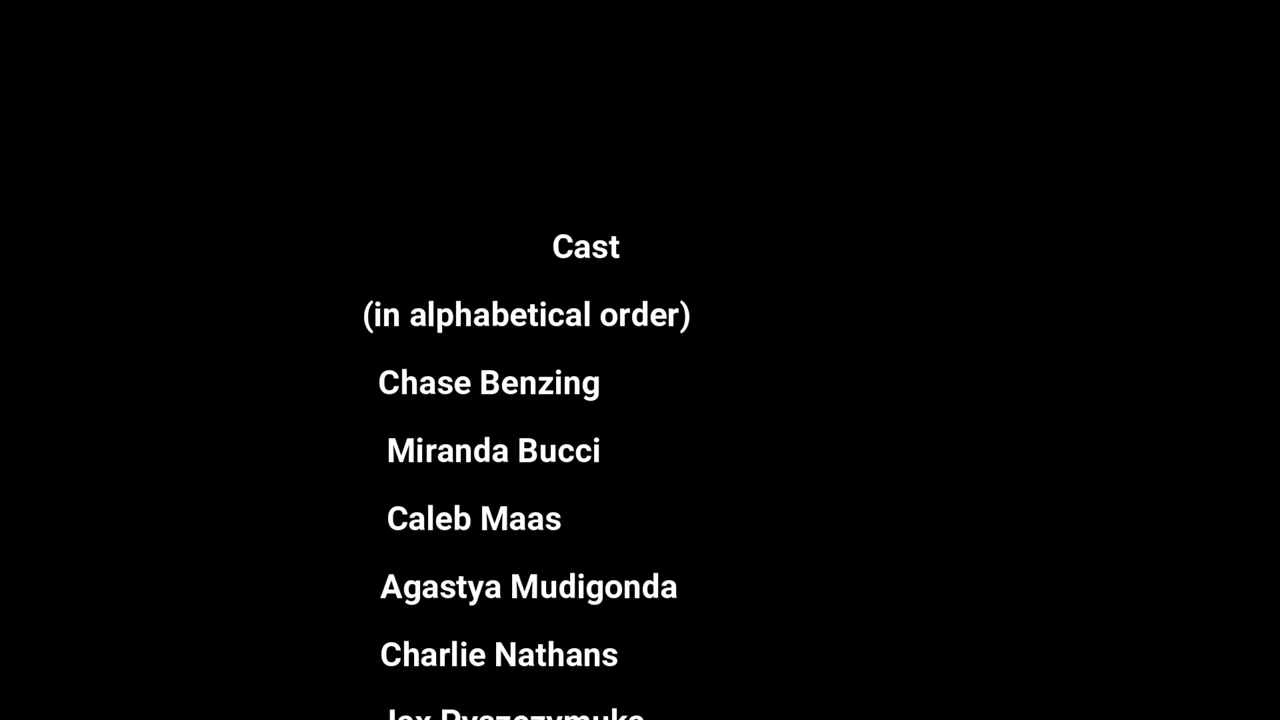 Cast
(in alphabetical order)
Chase Benzing
Miranda Bucci
Caleb Maas
Agastya Mudigonda
Charlie Nathans